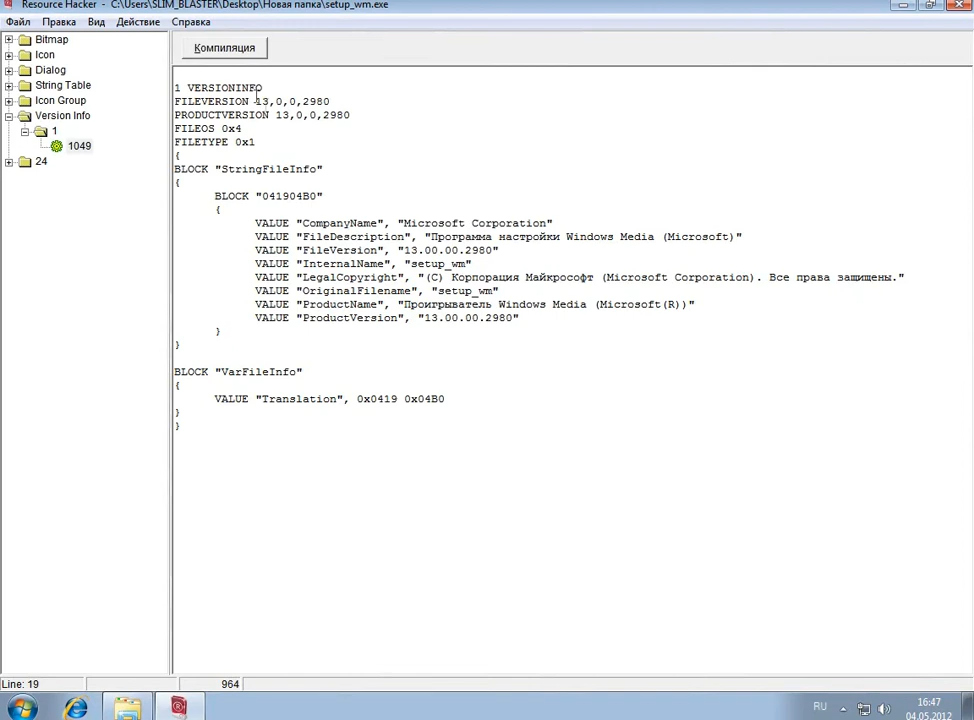 Resource Hacker - C:\Users\SLIM_BLASTER\Desktop\Новая папка\setup_wm.exe
Файл Правка Вид Действие Справка
Bitmap
Icon
Dialog
String Table
Icon Group
Version Info
1
1049
24
Компиляция
1 VERSIONINFO
FILEVERSION 13,0,0,2980
PRODUCTVERSION 13,0,0,2980
FILEOS 0x4
FILETYPE 0x1
{
BLOCK "StringFileInfo"
{
BLOCK "041904B0"
{
VALUE "CompanyName", "Microsoft Corporation"
VALUE "FileDescription", "Программа настройки Windows Media (Microsoft)"
VALUE "FileVersion", "13.00.00.2980"
VALUE "InternalName", "setup_wm"
VALUE "LegalCopyright", "(C) Корпорация Майкрософт (Microsoft Corporation). Все права защищены."
VALUE "OriginalFilename", "setup_wm"
VALUE "ProductName", "Проигрыватель Windows Media (Microsoft(R))"
VALUE "ProductVersion", "13.00.00.2980"
}
}
BLOCK "VarFileInfo"
{
VALUE "Translation", 0x0419 0x04B0
}
}
Line: 19 964
RU 16:47
04.05.2012